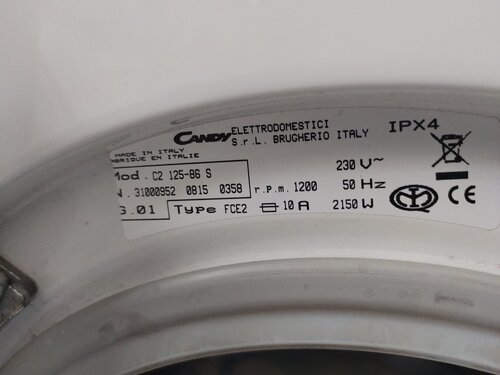 CANDY ELETTRODOMESTICI
S.r.L. BRUGHERIO ITALY
IPX4
MADE IN ITALY
FABRIQUE EN ITALIE
Mod. C2 125-86 S
N. 31000952 0815 0358
r.p.m. 1200
230 V~
50 Hz
G.01
Type FCE2
10 A
2150 W
CE